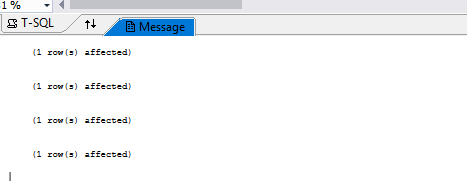 1 %
T-SQL
Message
(1 row(s) affected)
(1 row(s) affected)
(1 row(s) affected)
(1 row(s) affected)